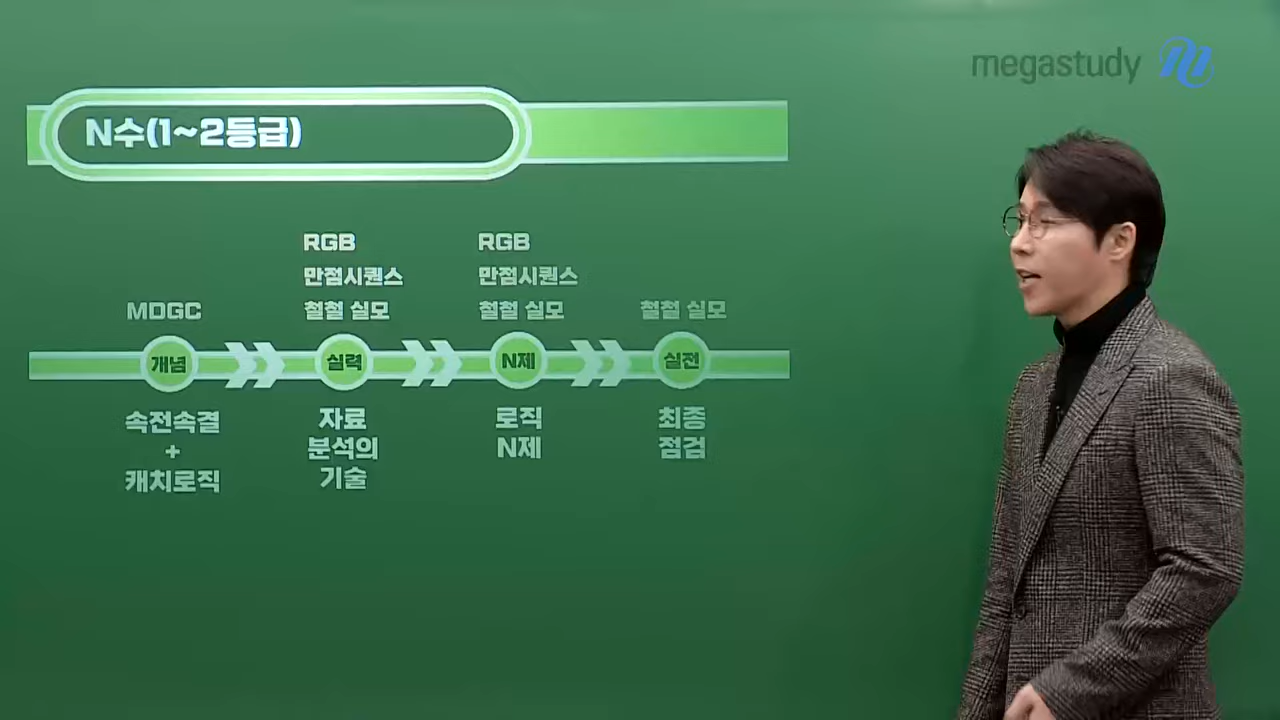 megastudy
N수(1~2등급)
RGB
만점시퀀스
철철 실모
RGB
만점시퀀스
철철 실모
MDGC
철철 실모
개념
실력
N제
실전
속전속결
+
캐치로직
자료
분석의
기술
로직
N제
최종
점검